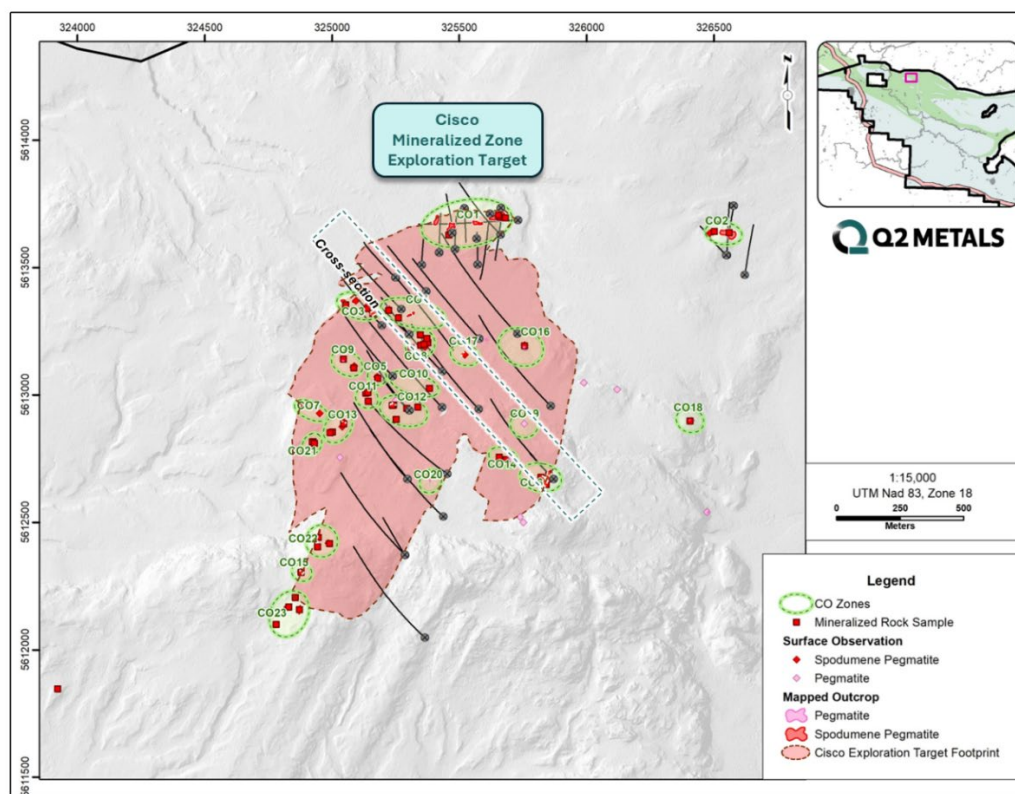 324000
324500
325000
325500
326000
326500
5614000
5613500
5613000
5612500
5612000
5611500
Cisco
Mineralized Zone
Exploration Target
N
Cross-section
CO1
CO2
CO3
CO16
CO17
CO9
CO5
CO10
CO11
CO12
CO7
CO13
CO21
CO18
CO14
CO20
CO22
CO15
CO23
Q2 METALS
1:15,000
UTM Nad 83, Zone 18
0 250 500
Meters
Legend
CO Zones
Mineralized Rock Sample
Surface Observation
Spodumene Pegmatite
Pegmatite
Mapped Outcrop
Pegmatite
Spodumene Pegmatite
Cisco Exploration Target Footprint